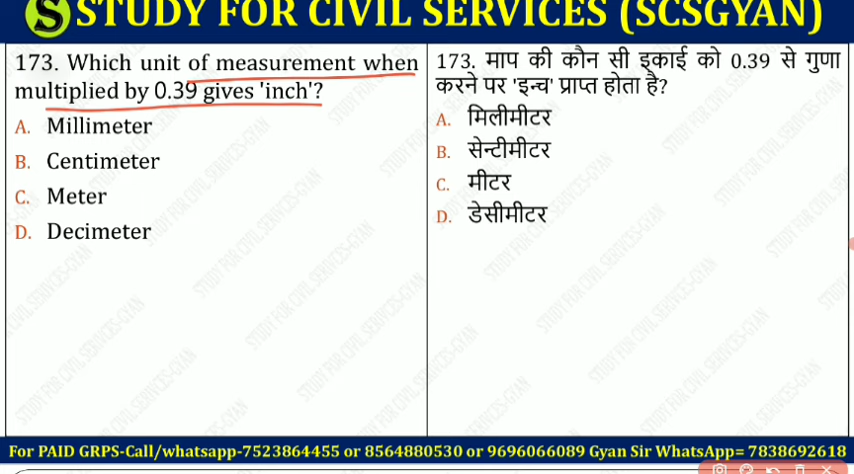 S STUDY FOR CIVIL SERVICES (SCSGYAN)
173. Which unit of measurement when
multiplied by 0.39 gives 'inch'?
A. Millimeter
B. Centimeter
C. Meter
D. Decimeter
173. माप की कौन सी इकाई को 0.39 से गुणा
करने पर 'इन्च' प्राप्त होता है?
A. मिलीमीटर
B. सेन्टीमीटर
C. मीटर
D. डेसीमीटर
For PAID GRPS-Call/whatsapp-7523864455 or 8564880530 or 9696066089 Gyan Sir WhatsApp= 7838692618